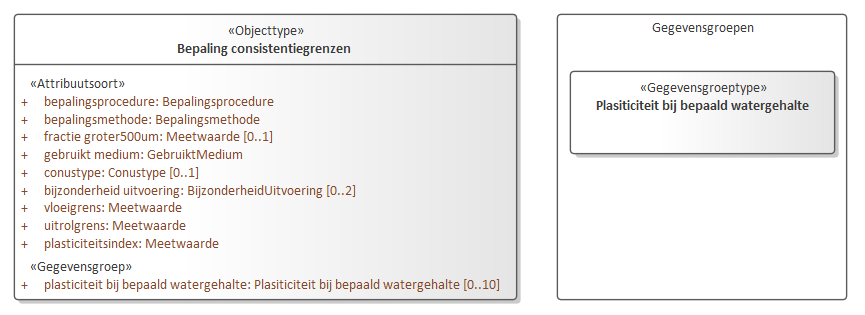 «Objecttype»
Bepaling consistentiegrenzen
«Attribuutsoort»
+ bepalingsprocedure: Bepalingsprocedure
+ bepalingsmethode: Bepalingsmethode
+ fractie groter500um: Meetwaarde [0..1]
+ gebruikt medium: GebruiktMedium
+ conustype: Conustype [0..1]
+ bijzonderheid uitvoering: BijzonderheidUitvoering [0..2]
+ vloeigrens: Meetwaarde
+ uitrolgrens: Meetwaarde
+ plasticiteitsindex: Meetwaarde
«Gegevensgroep»
+ plasticiteit bij bepaald watergehalte: Plasiticiteit bij bepaald watergehalte [0..10]
Gegevensgroepen
«Gegevensgroeptype»
Plasiticiteit bij bepaald watergehalte